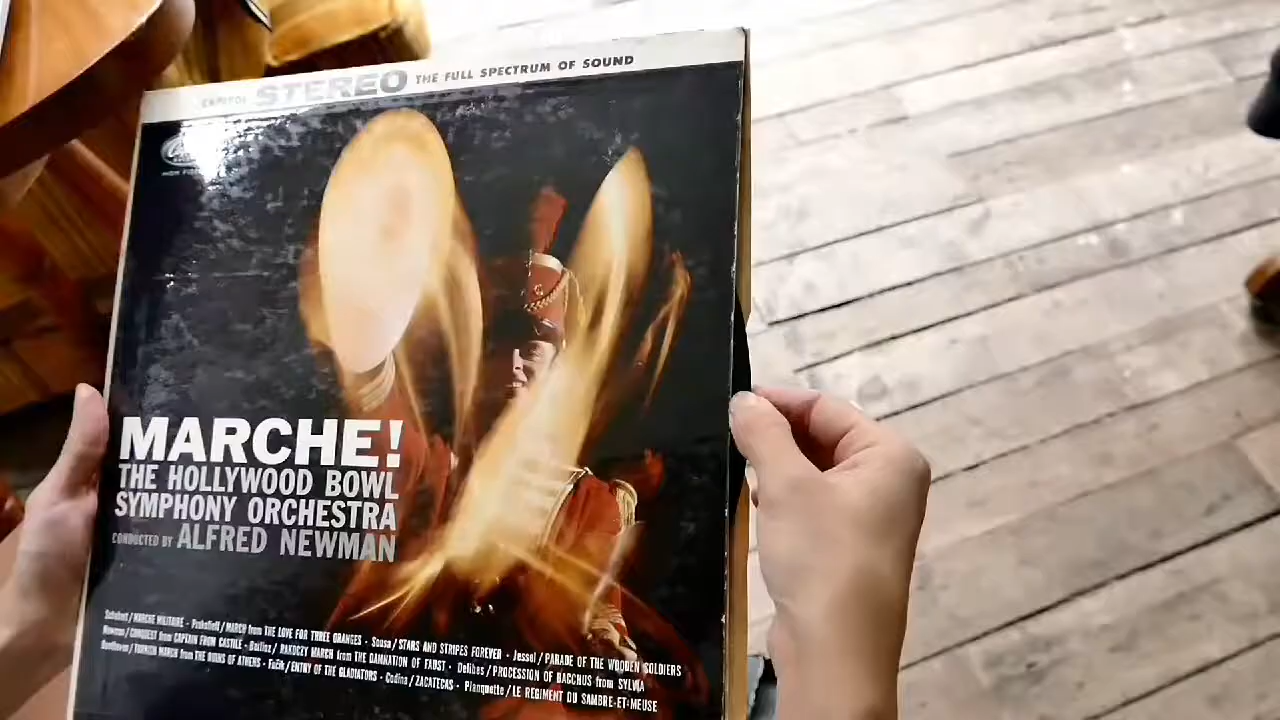 CAPITOL STEREO THE FULL SPECTRUM OF SOUND
MARCHE!
THE HOLLYWOOD BOWL
SYMPHONY ORCHESTRA
CONDUCTED BY ALFRED NEWMAN
Schubert / MARCHE MILITAIRE · Prokofieff / MARCH from THE LOVE FOR THREE ORANGES · Sousa / STARS AND STRIPES FOREVER · Jessel / PARADE OF THE WOODEN SOLDIERS
Newman / CONQUEST from CAPTAIN FROM CASTILE · Berlioz / RAKOCZY MARCH from THE DAMNATION OF FAUST · Delibes / PROCESSION OF BACCHUS from SYLVIA
Beethoven / TURKISH MARCH from THE RUINS OF ATHENS · Fučik / ENTRY OF THE GLADIATORS · Codina / ZACATECAS · Planquette / LE REGIMENT DU SAMBRE-ET-MEUSE